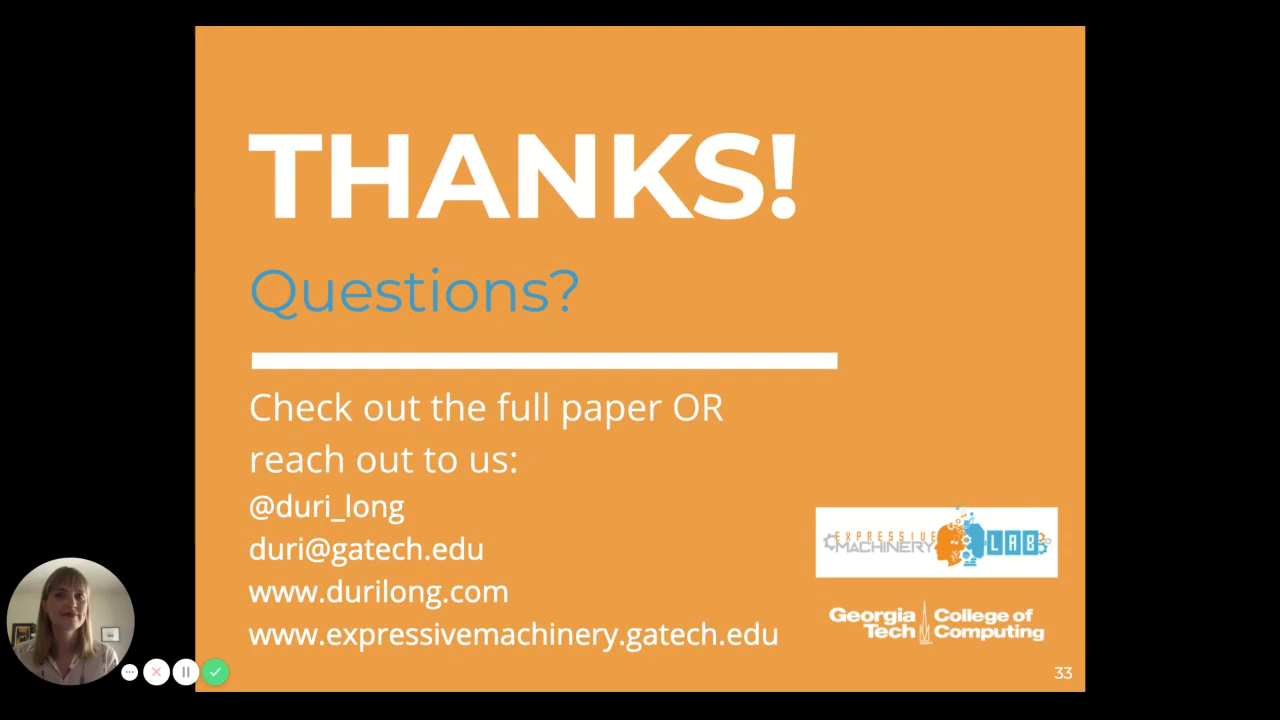 THANKS!
Questions?
Check out the full paper OR
reach out to us:
@duri_long
duri@gatech.edu
www.durilong.com
www.expressivemachinery.gatech.edu
EXPRESSIVE
MACHINERY
LAB
Georgia
Tech
College of
Computing
33